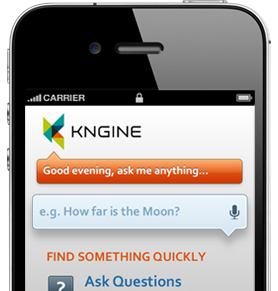 CARRIER
KNGINE
Good evening, ask me anything...
e.g. How far is the Moon?
FIND SOMETHING QUICKLY
? Ask Questions